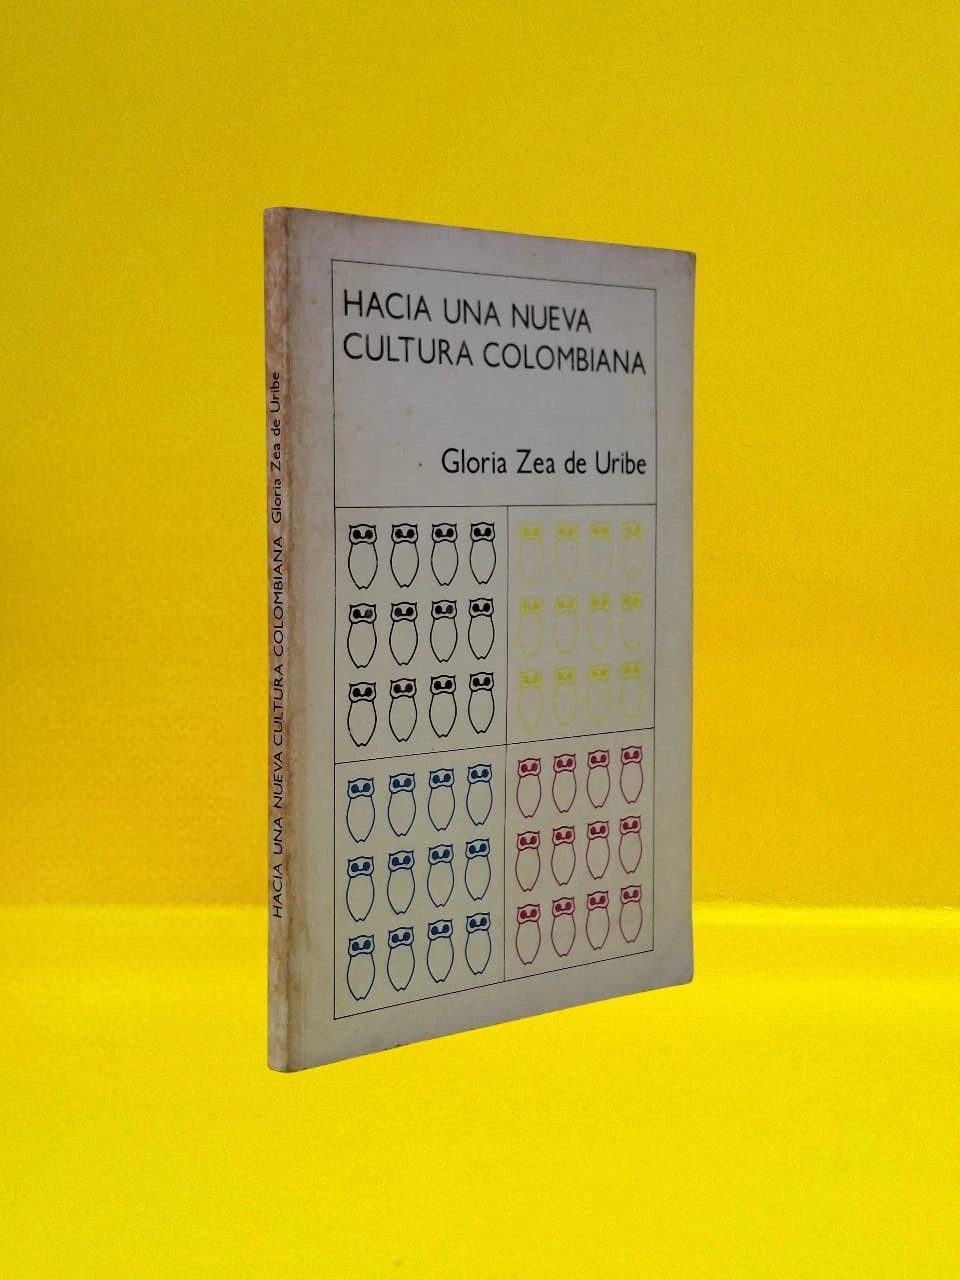 HACIA UNA NUEVA
CULTURA COLOMBIANA
Gloria Zea de Uribe
HACIA UNA NUEVA CULTURA COLOMBIANA Gloria Zea de Uribe